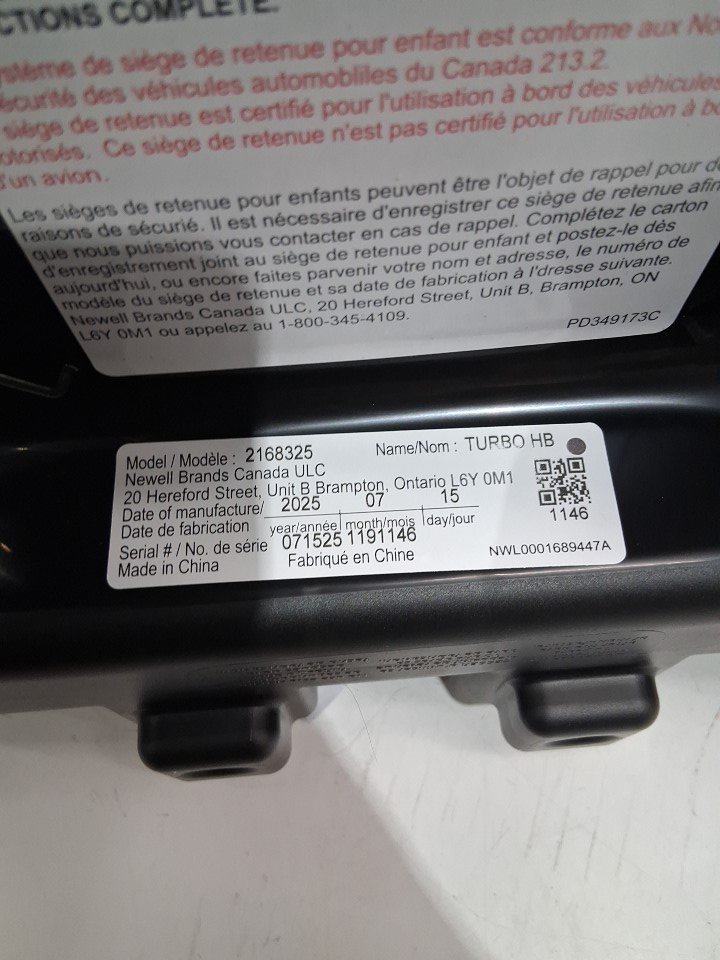 CTIONS COMPLÈTE.
ystème de siège de retenue pour enfant est conforme aux No
écurité des véhicules automobliles du Canada 213.2.
siège de retenue est certifié pour l'utilisation à bord des véhicules
otorisés. Ce siège de retenue n'est pas certifié pour l'utilisation à bo
d'un avion.
Les sièges de retenue pour enfants peuvent être l'objet de rappel pour de
raisons de sécurié. Il est nécessaire d'enregistrer ce siège de retenue afin
que nous puissions vous contacter en cas de rappel. Complétez le carton
d'enregistrement joint au siège de retenue pour enfant et postez-le dès
aujourd'hui, ou encore faites parvenir votre nom et adresse, le numéro de
modèle du siège de retenue et sa date de fabrication à l'dresse suivante.
Newell Brands Canada ULC, 20 Hereford Street, Unit B, Brampton, ON
L6Y 0M1 ou appelez au 1-800-345-4109.
PD349173C
Model / Modèle : 2168325 Name/Nom : TURBO HB
Newell Brands Canada ULC
20 Hereford Street, Unit B Brampton, Ontario L6Y 0M1
Date of manufacture/ 2025 07 15
Date de fabrication year/année month/mois day/jour
1146
Serial # / No. de série 071525 1191146
Made in China Fabriqué en Chine NWL0001689447A